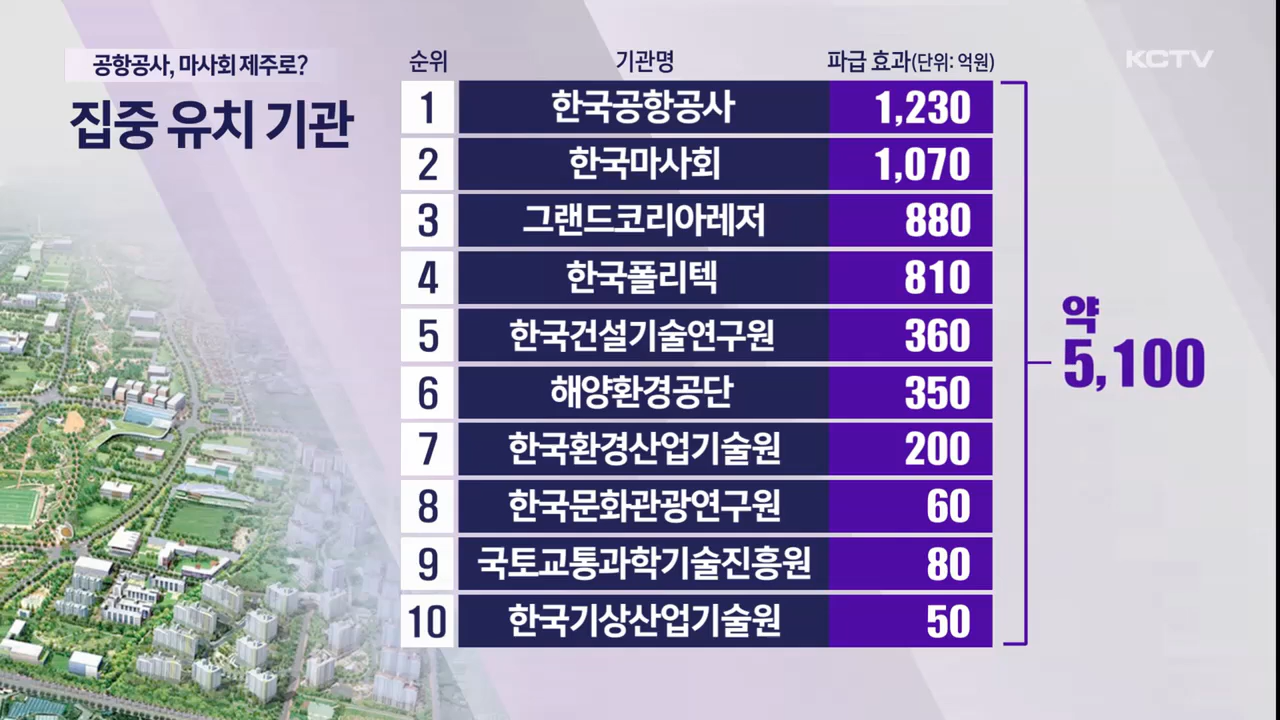 공항공사, 마사회 제주로?
집중 유치 기관
KCTV
순위 기관명 파급 효과(단위: 억원)
1 한국공항공사 1,230
2 한국마사회 1,070
3 그랜드코리아레저 880
4 한국폴리텍 810
5 한국건설기술연구원 360
6 해양환경공단 350
7 한국환경산업기술원 200
8 한국문화관광연구원 60
9 국토교통과학기술진흥원 80
10 한국기상산업기술원 50
약
5,100